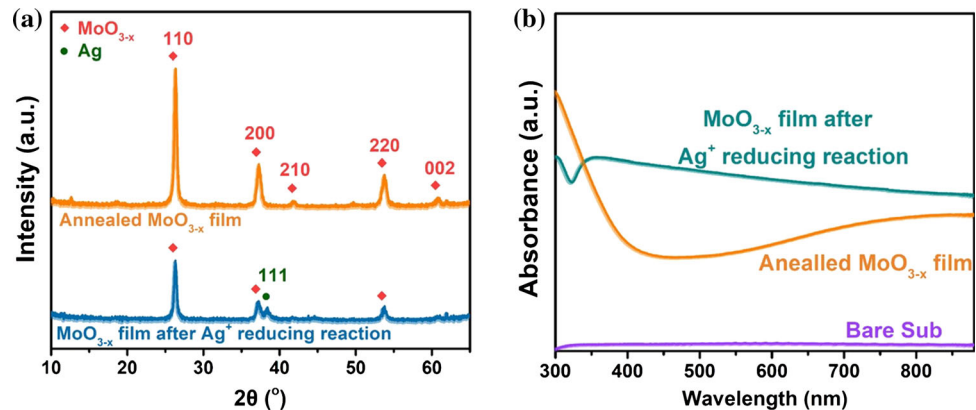 (a)
MoO₃₋ₓ
Ag
110
200
210
220
002
Annealed MoO₃₋ₓ film
111
MoO₃₋ₓ film after Ag⁺ reducing reaction
Intensity (a.u.)
10 20 30 40 50 60
2θ (°)
(b)
MoO₃₋ₓ film after
Ag⁺ reducing reaction
Anealled MoO₃₋ₓ film
Bare Sub
Absorbance
300 400 500 600 700 800
Wavelength (nm)